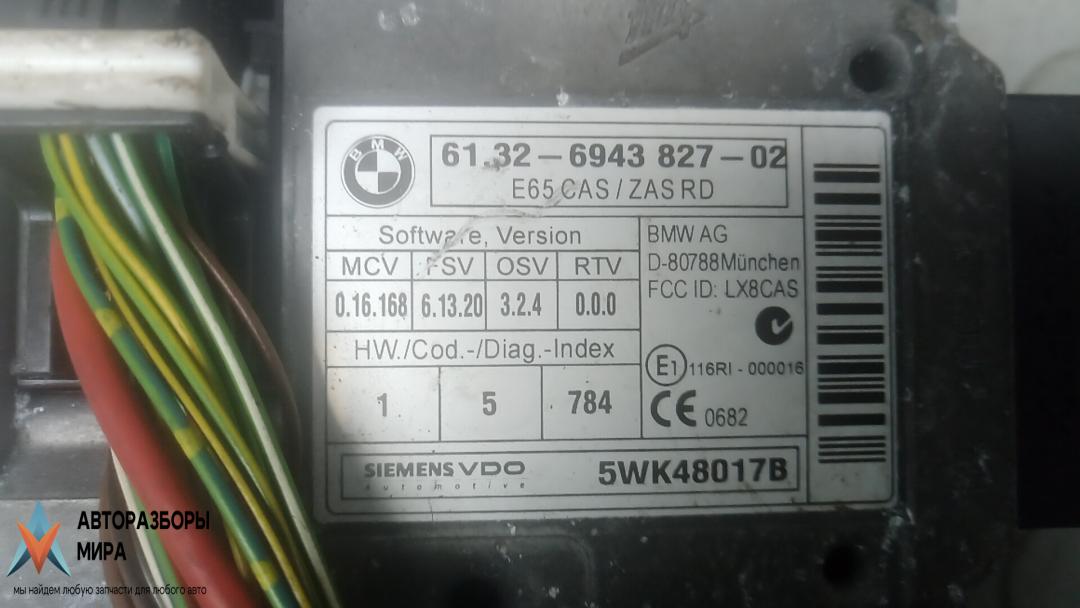 BMW
61.32-6943 827-02
E65 CAS/ZAS RD
Software, Version
MCV FSV OSV RTV
0.16.168 6.13.20 3.2.4 0.0.0
HW./Cod.-/Diag.-Index
1 5 784
BMW AG
D-80788 München
FCC ID: LX8CAS
E1 116RI-000016
CE 0682
SIEMENS VDO
automotive
5WK48017B
АВТОРАЗБОРЫ
МИРА
мы найдем любую запчасти для любого авто